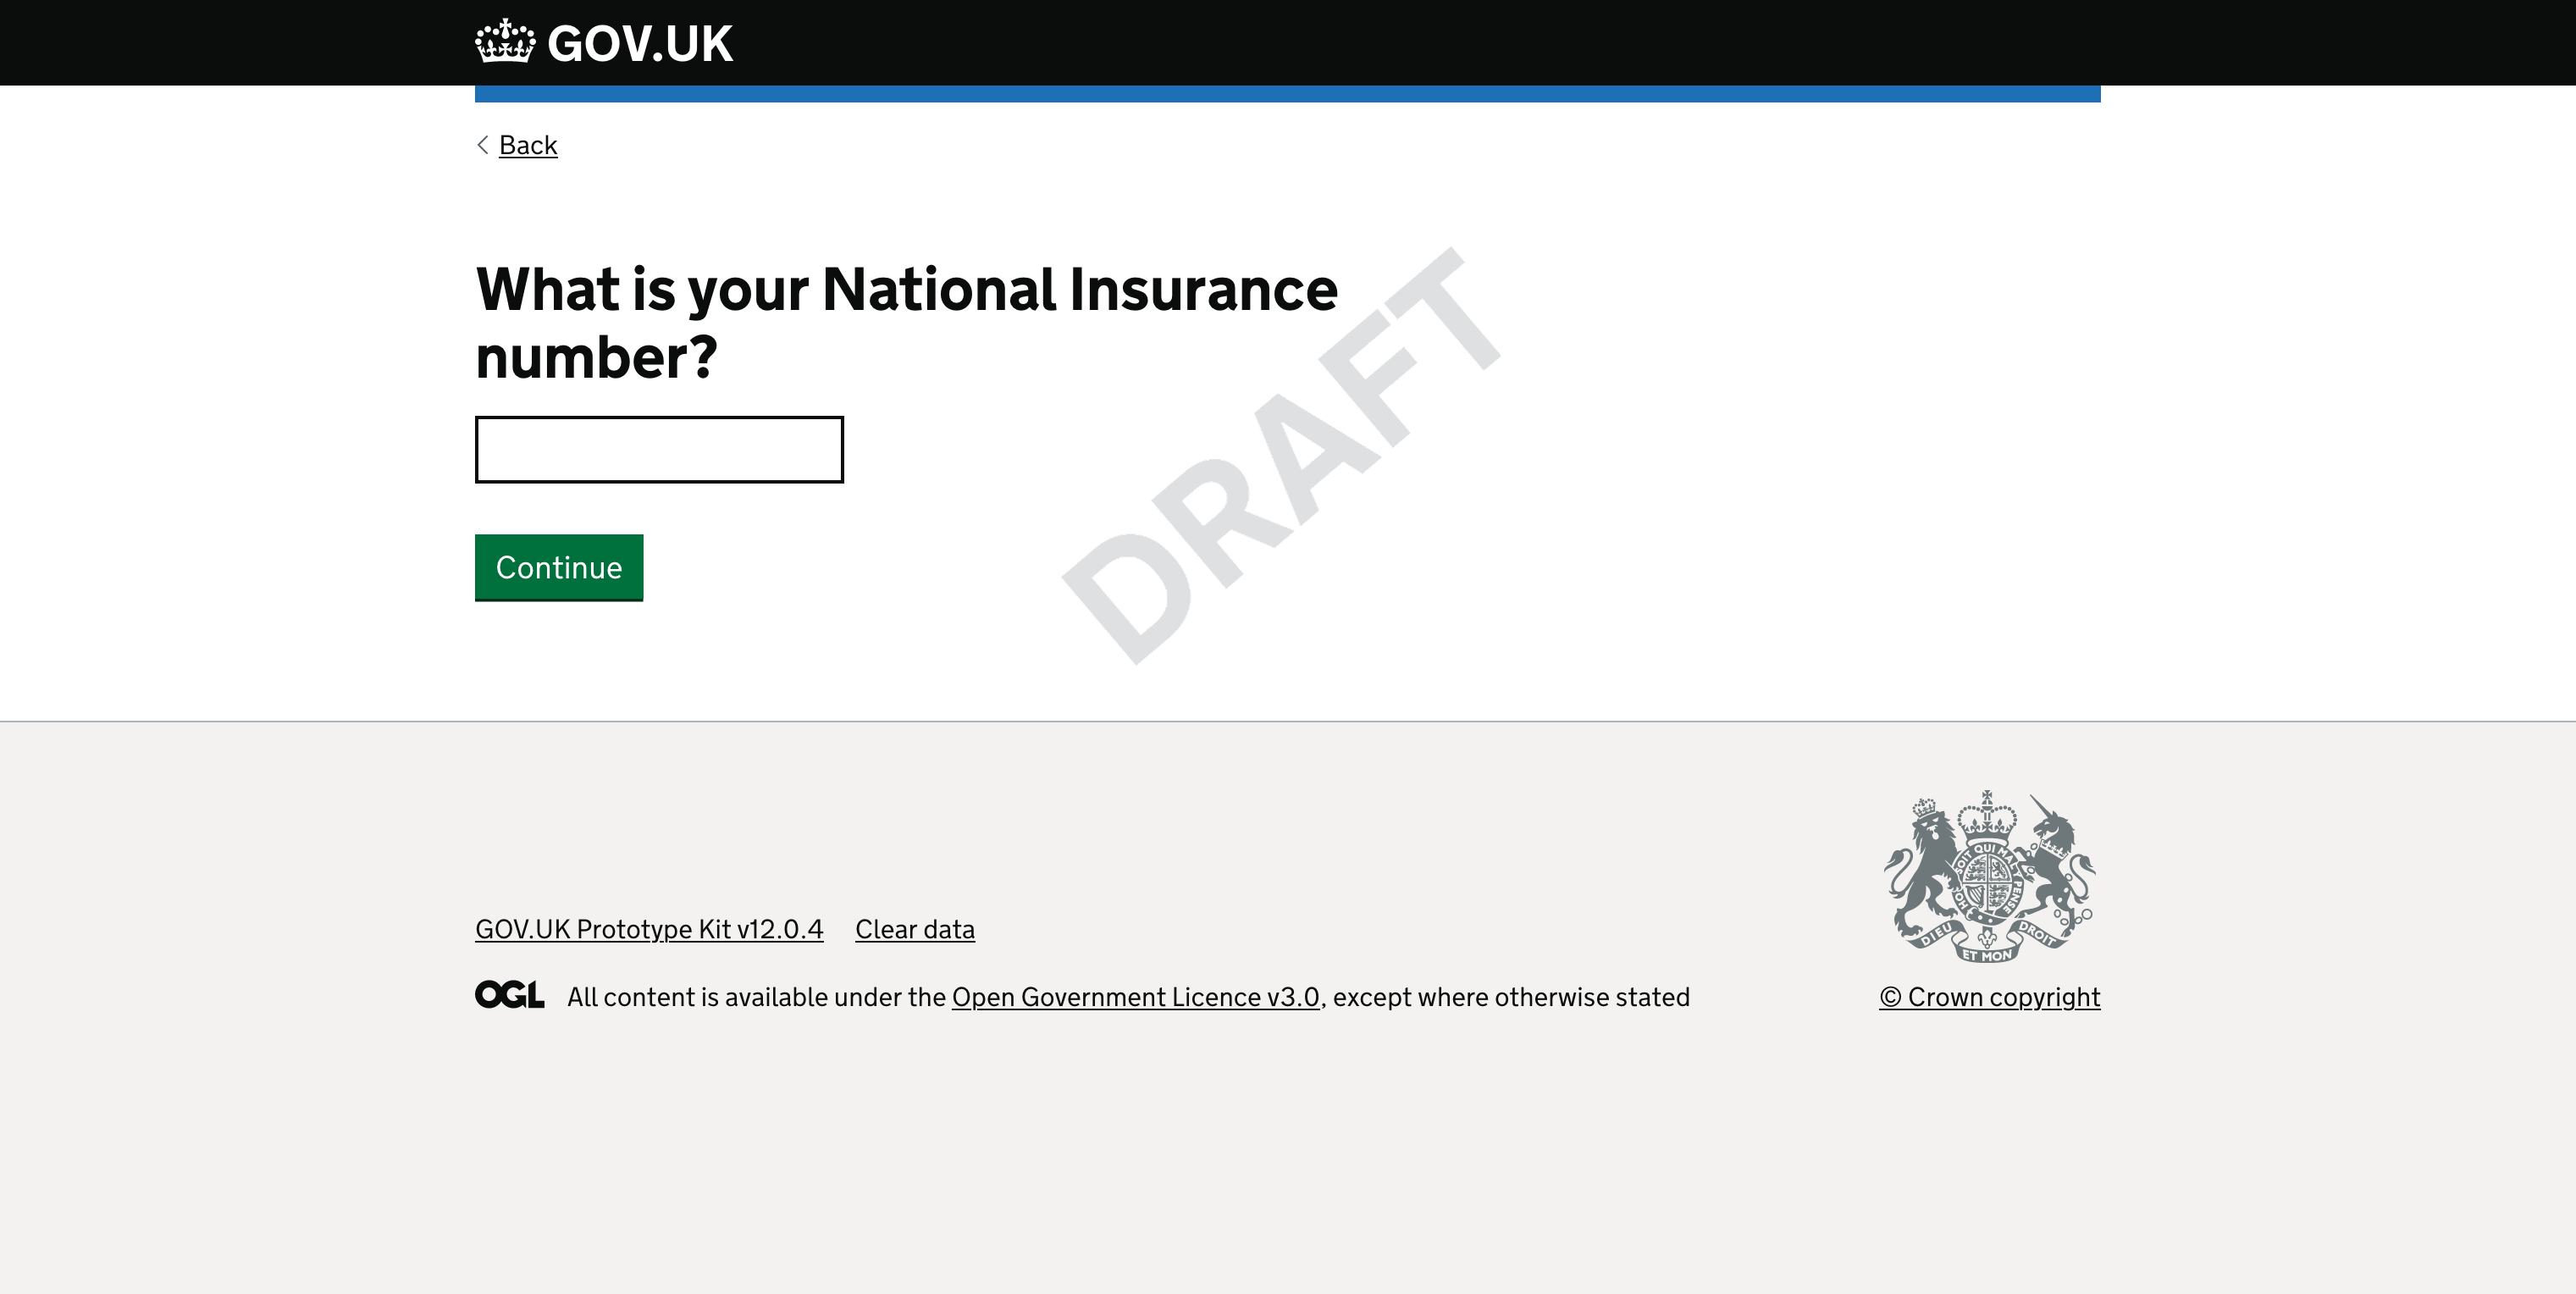 GOV.UK
Back
What is your National Insurance
number?
Continue
DRAFT
GOV.UK Prototype Kit v12.0.4 Clear data
OGL All content is available under the Open Government Licence v3.0, except where otherwise stated
SOIT QUI MAL
PENSE
HON
DIEU
ET MON
DROIT
© Crown copyright